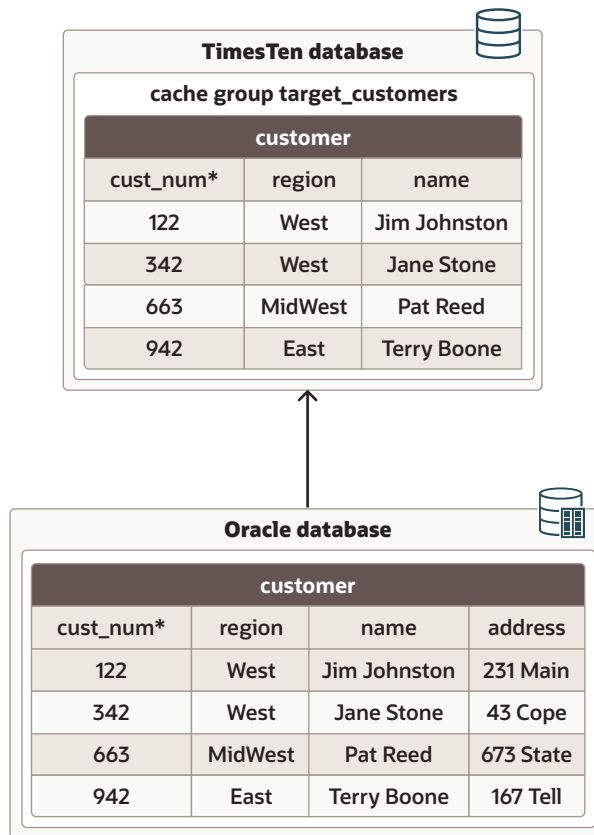 TimesTen database
cache group target_customers
customer
cust_num* region name
122 West Jim Johnston
342 West Jane Stone
663 MidWest Pat Reed
942 East Terry Boone
Oracle database
customer
cust_num* region name address
122 West Jim Johnston 231 Main
342 West Jane Stone 43 Cope
663 MidWest Pat Reed 673 State
942 East Terry Boone 167 Tell